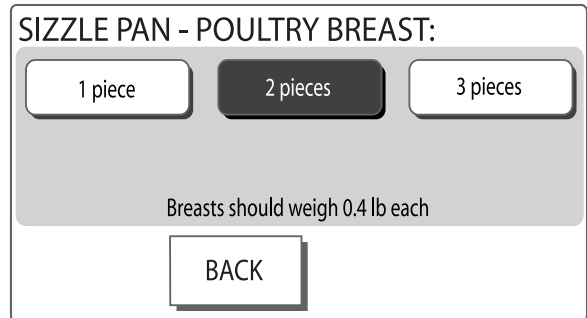 SIZZLE PAN - POULTRY BREAST:
1 piece 2 pieces 3 pieces
Breasts should weigh 0.4 lb each
BACK